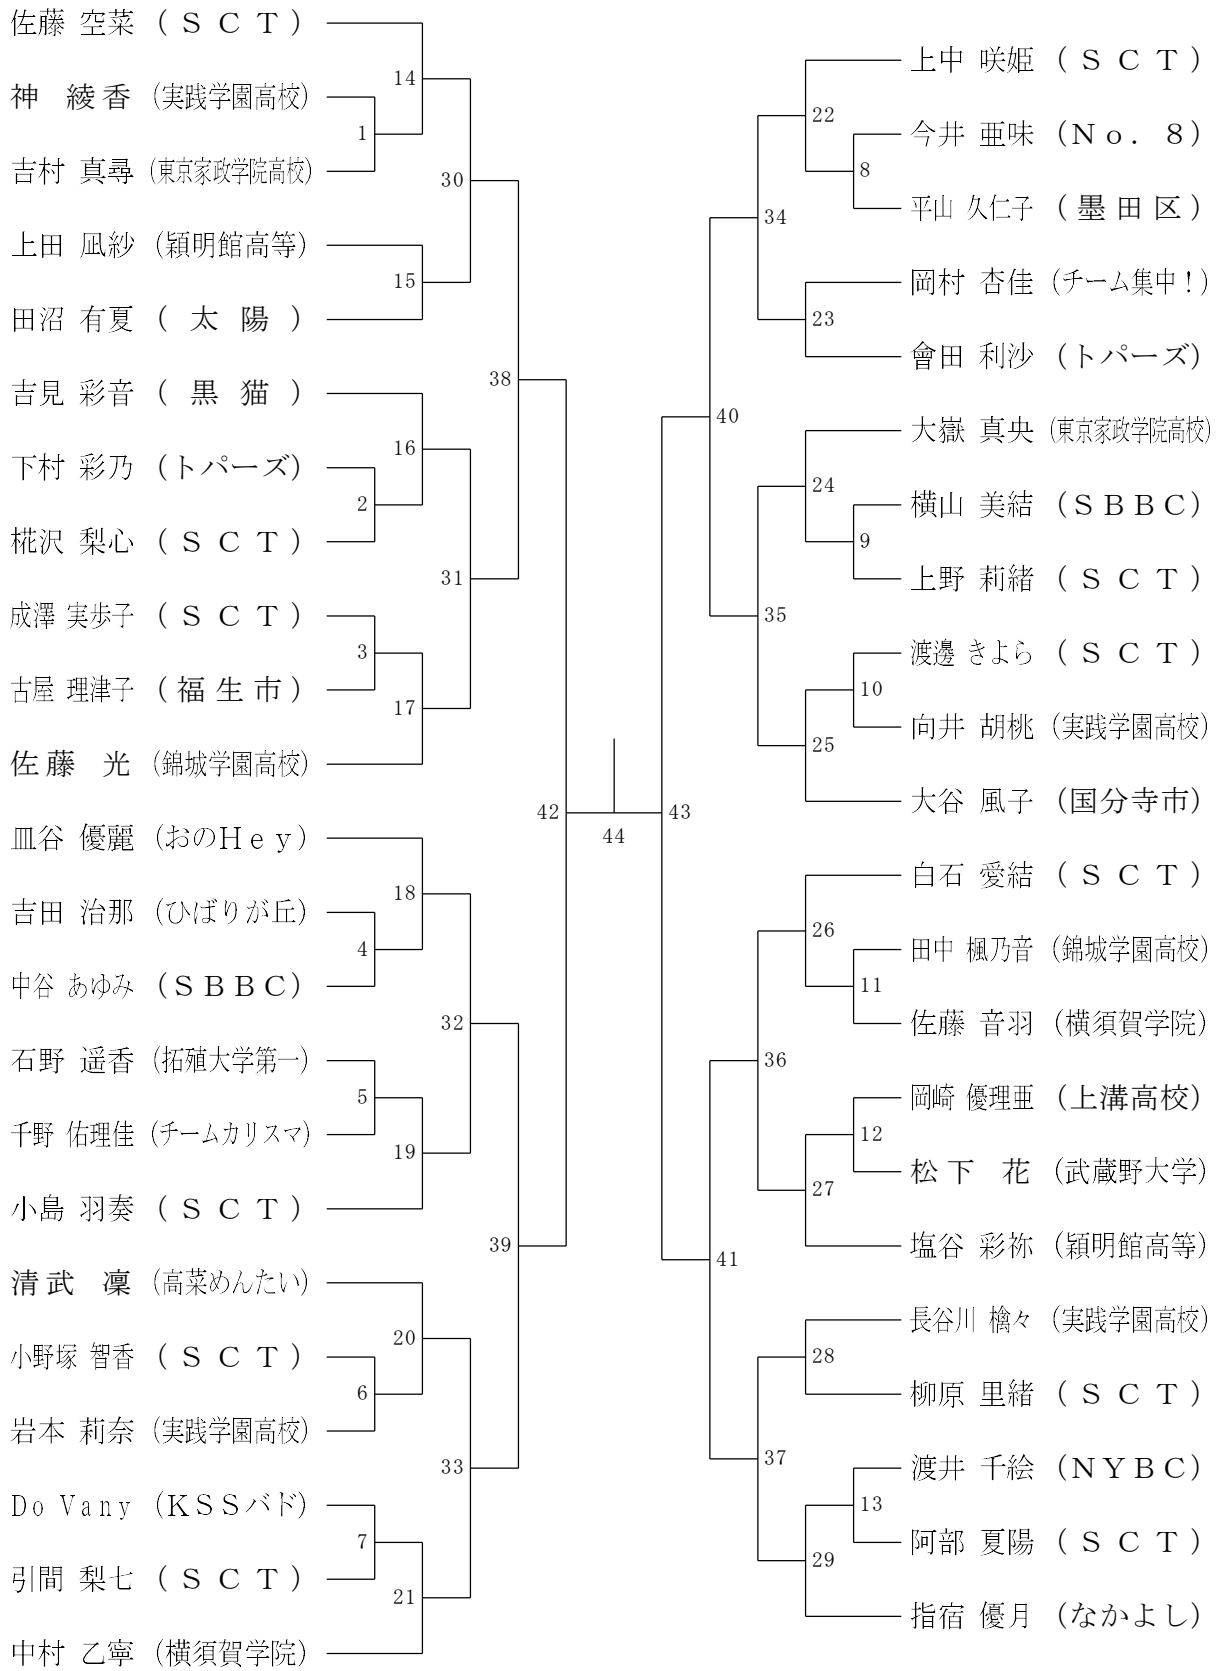 佐藤 空菜 (ＳＣＴ)
14
神 綾香 (実践学園高校)
1
吉村 真尋 (東京家政学院高校)
30
上田 凪紗 (穎明館高等)
15
田沼 有夏 (太陽)
38
吉見 彩音 (黒猫)
16
下村 彩乃 (トパーズ)
2
椛沢 梨心 (ＳＣＴ)
31
成澤 実歩子 (ＳＣＴ)
3
古屋 理津子 (福生市)
17
佐藤 光 (錦城学園高校)
42
皿谷 優麗 (おのＨｅｙ)
18
吉田 治那 (ひばりが丘)
4
中谷 あゆみ (ＳＢＢＣ)
32
石野 遥香 (拓殖大学第一)
5
千野 佑理佳 (チームカリスマ)
19
小島 羽奏 (ＳＣＴ)
39
清武 凜 (高菜めんたい)
20
小野塚 智香 (ＳＣＴ)
6
岩本 莉奈 (実践学園高校)
33
Do Vany (ＫＳＳバド)
7
引間 梨七 (ＳＣＴ)
21
中村 乙寧 (横須賀学院)
44
上中 咲姫 (ＳＣＴ)
22
今井 亜味 (Ｎｏ．８)
8
平山 久仁子 (墨田区)
34
岡村 杏佳 (チーム集中！)
23
會田 利沙 (トパーズ)
40
大嶽 真央 (東京家政学院高校)
24
横山 美結 (ＳＢＢＣ)
9
上野 莉緒 (ＳＣＴ)
35
渡邊 きよら (ＳＣＴ)
10
向井 胡桃 (実践学園高校)
25
大谷 風子 (国分寺市)
43
白石 愛結 (ＳＣＴ)
26
田中 楓乃音 (錦城学園高校)
11
佐藤 音羽 (横須賀学院)
36
岡崎 優理亜 (上溝高校)
12
松下 花 (武蔵野大学)
27
塩谷 彩祢 (穎明館高等)
41
長谷川 檎々 (実践学園高校)
28
柳原 里緒 (ＳＣＴ)
37
渡井 千絵 (ＮＹＢＣ)
13
阿部 夏陽 (ＳＣＴ)
29
指宿 優月 (なかよし)